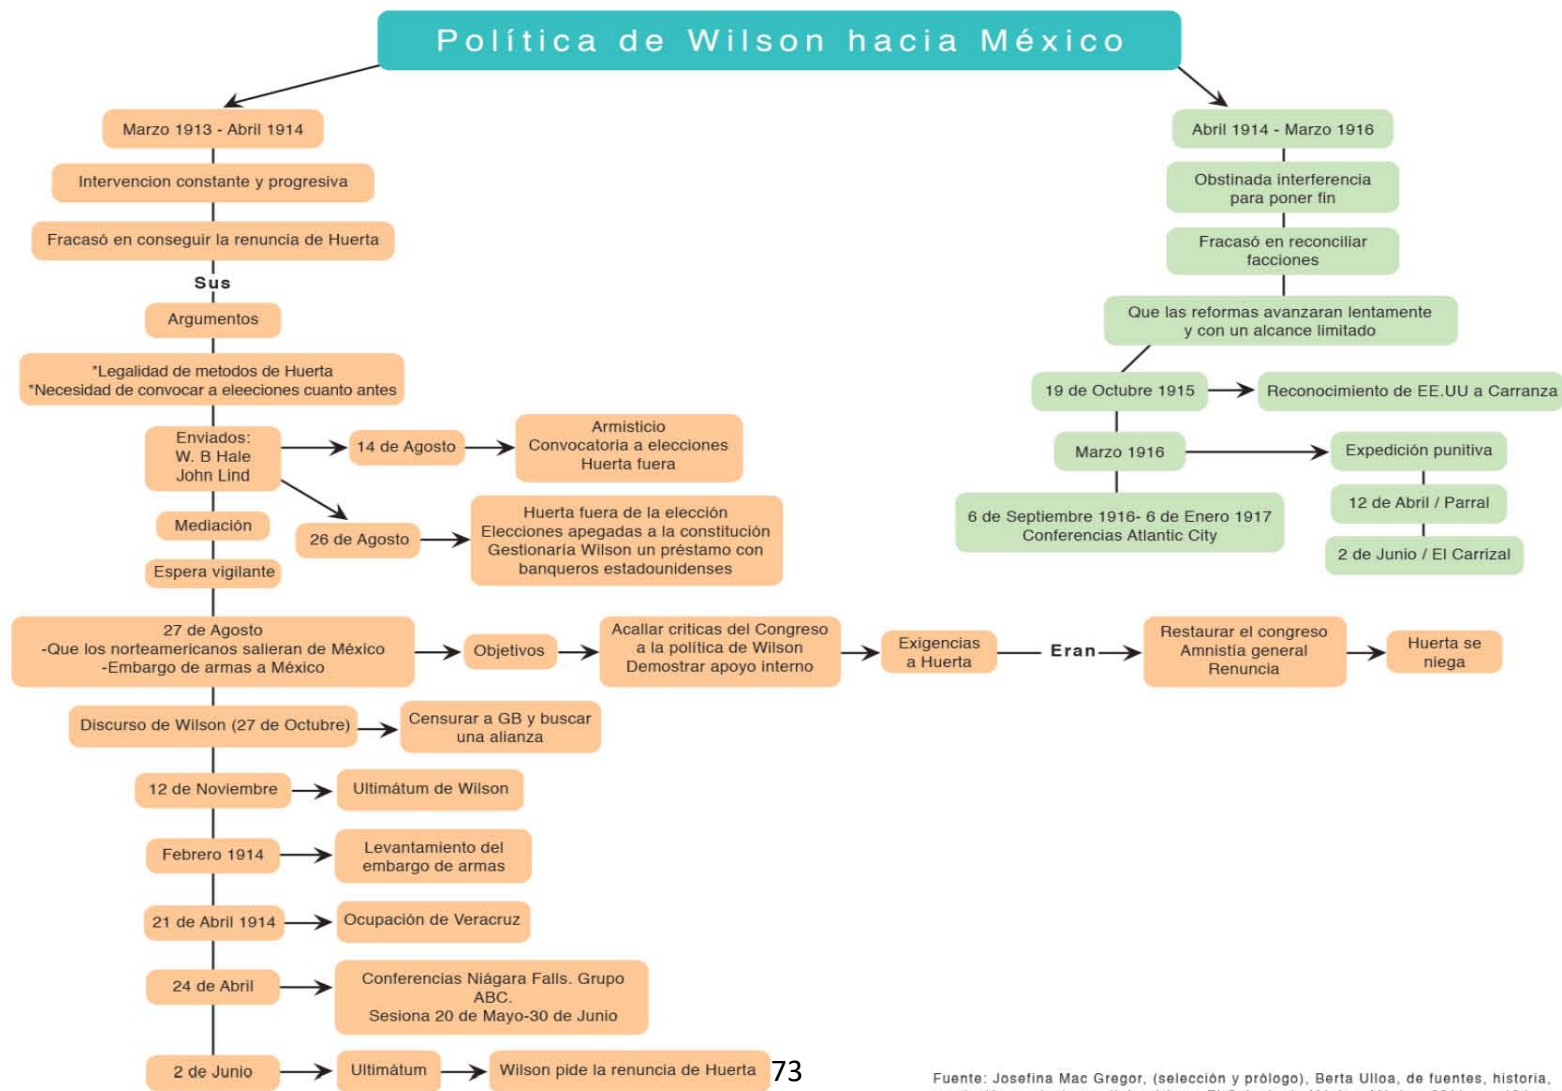 Política de Wilson hacia México
Marzo 1913 - Abril 1914
Intervencion constante y progresiva
Fracasó en conseguir la renuncia de Huerta
Sus
Argumentos
*Legalidad de metodos de Huerta
*Necesidad de convocar a eleeciones cuanto antes
Enviados:
W. B Hale
John Lind
14 de Agosto
Armisticio
Convocatoria a elecciones
Huerta fuera
26 de Agosto
Huerta fuera de la elección
Elecciones apegadas a la constitución
Gestionaría Wilson un préstamo con
banqueros estadounidenses
Mediación
Espera vigilante
27 de Agosto
-Que los norteamericanos salieran de México
-Embargo de armas a México
Objetivos
Acallar criticas del Congreso
a la política de Wilson
Demostrar apoyo interno
Exigencias
a Huerta
Eran
Restaurar el congreso
Amnistía general
Renuncia
Huerta se
niega
Discurso de Wilson (27 de Octubre)
Censurar a GB y buscar
una alianza
12 de Noviembre
Ultimátum de Wilson
Febrero 1914
Levantamiento del
embargo de armas
21 de Abril 1914
Ocupación de Veracruz
24 de Abril
Conferencias Niágara Falls. Grupo
ABC.
Sesiona 20 de Mayo-30 de Junio
2 de Junio
Ultimátum
Wilson pide la renuncia de Huerta
Abril 1914 - Marzo 1916
Obstinada interferencia
para poner fin
Fracasó en reconciliar
facciones
Que las reformas avanzaran lentamente
y con un alcance limitado
19 de Octubre 1915
Reconocimiento de EE.UU a Carranza
Marzo 1916
Expedición punitiva
12 de Abril / Parral
2 de Junio / El Carrizal
6 de Septiembre 1916- 6 de Enero 1917
Conferencias Atlantic City
73
Fuente: Josefina Mac Gregor, (selección y prólogo), Berta Ulloa, de fuentes, historia,